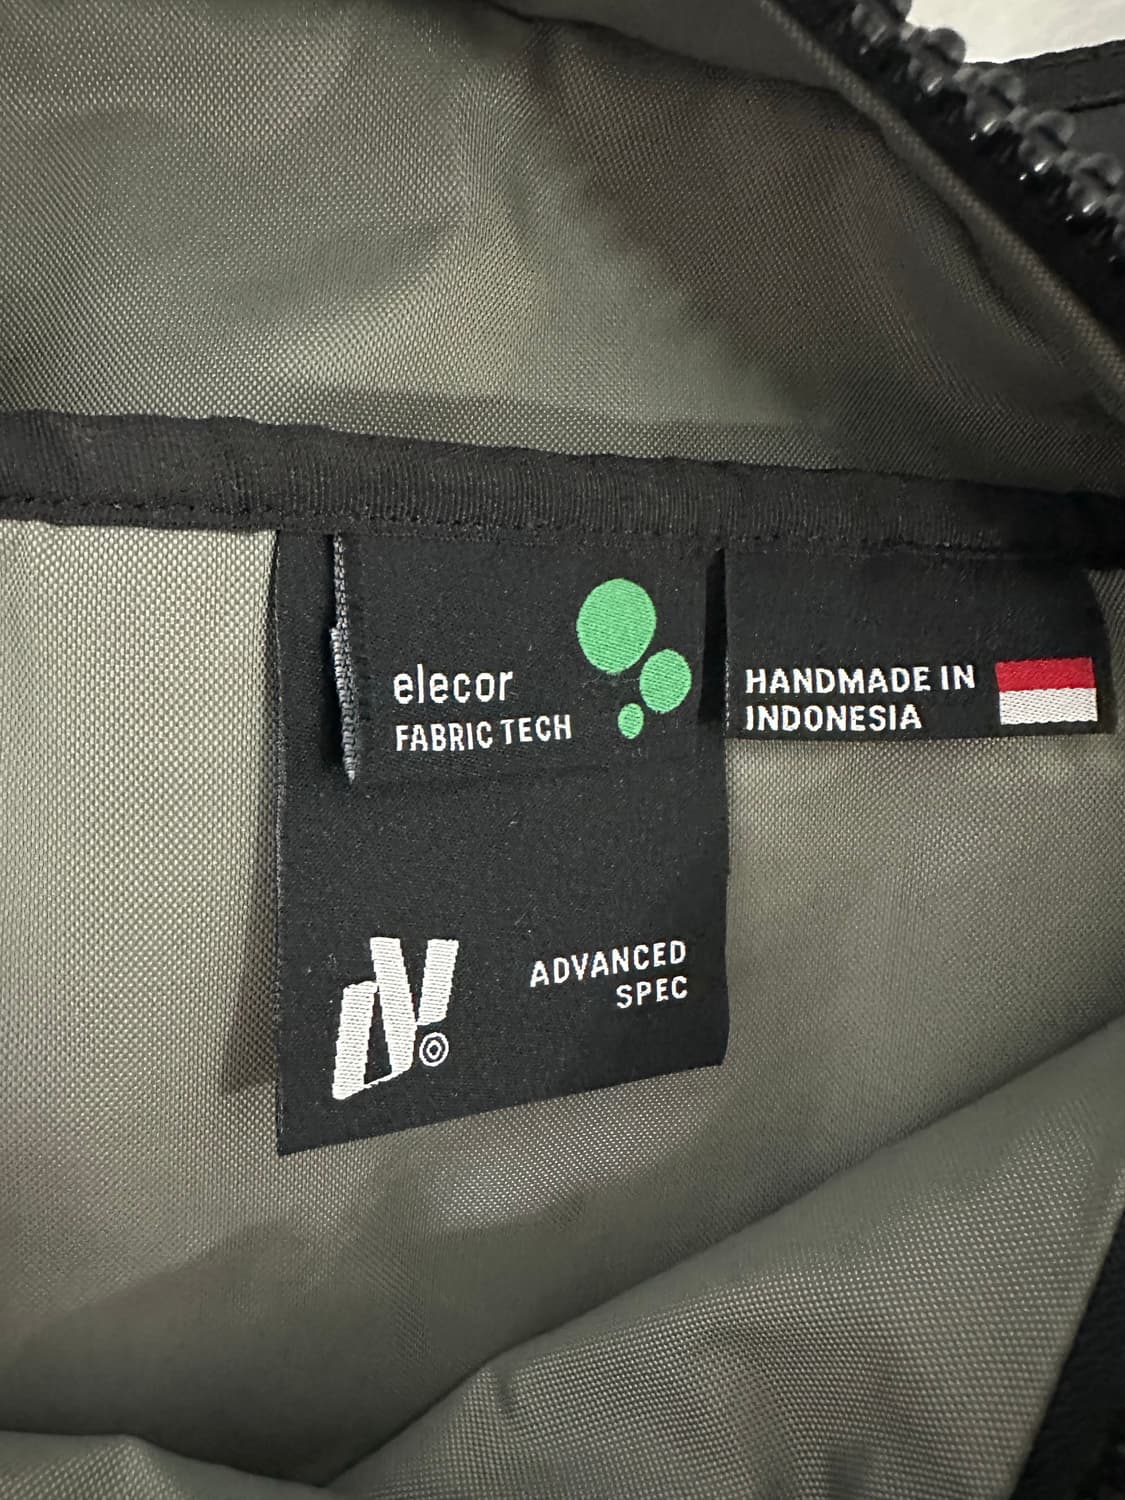 elecor
FABRIC TECH
HANDMADE IN
INDONESIA
ADVANCED
SPEC